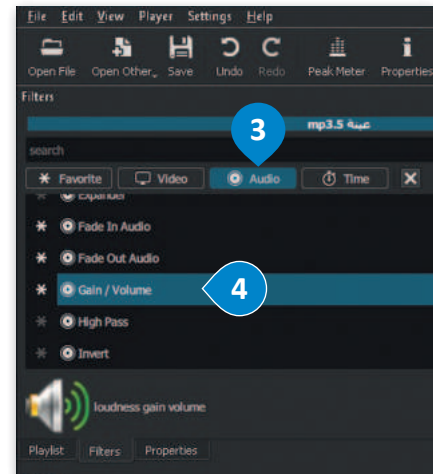 File Edit View Player Settings Help
Open File Open Other.. Save Undo Redo Peak Meter Properties
Filters
3
عينة 5.mp3
search
Favorite Video Audio Time
Expander
Fade In Audio
Fade Out Audio
Gain / Volume 4
High Pass
Invert
loudness gain volume
Playlist Filters Properties